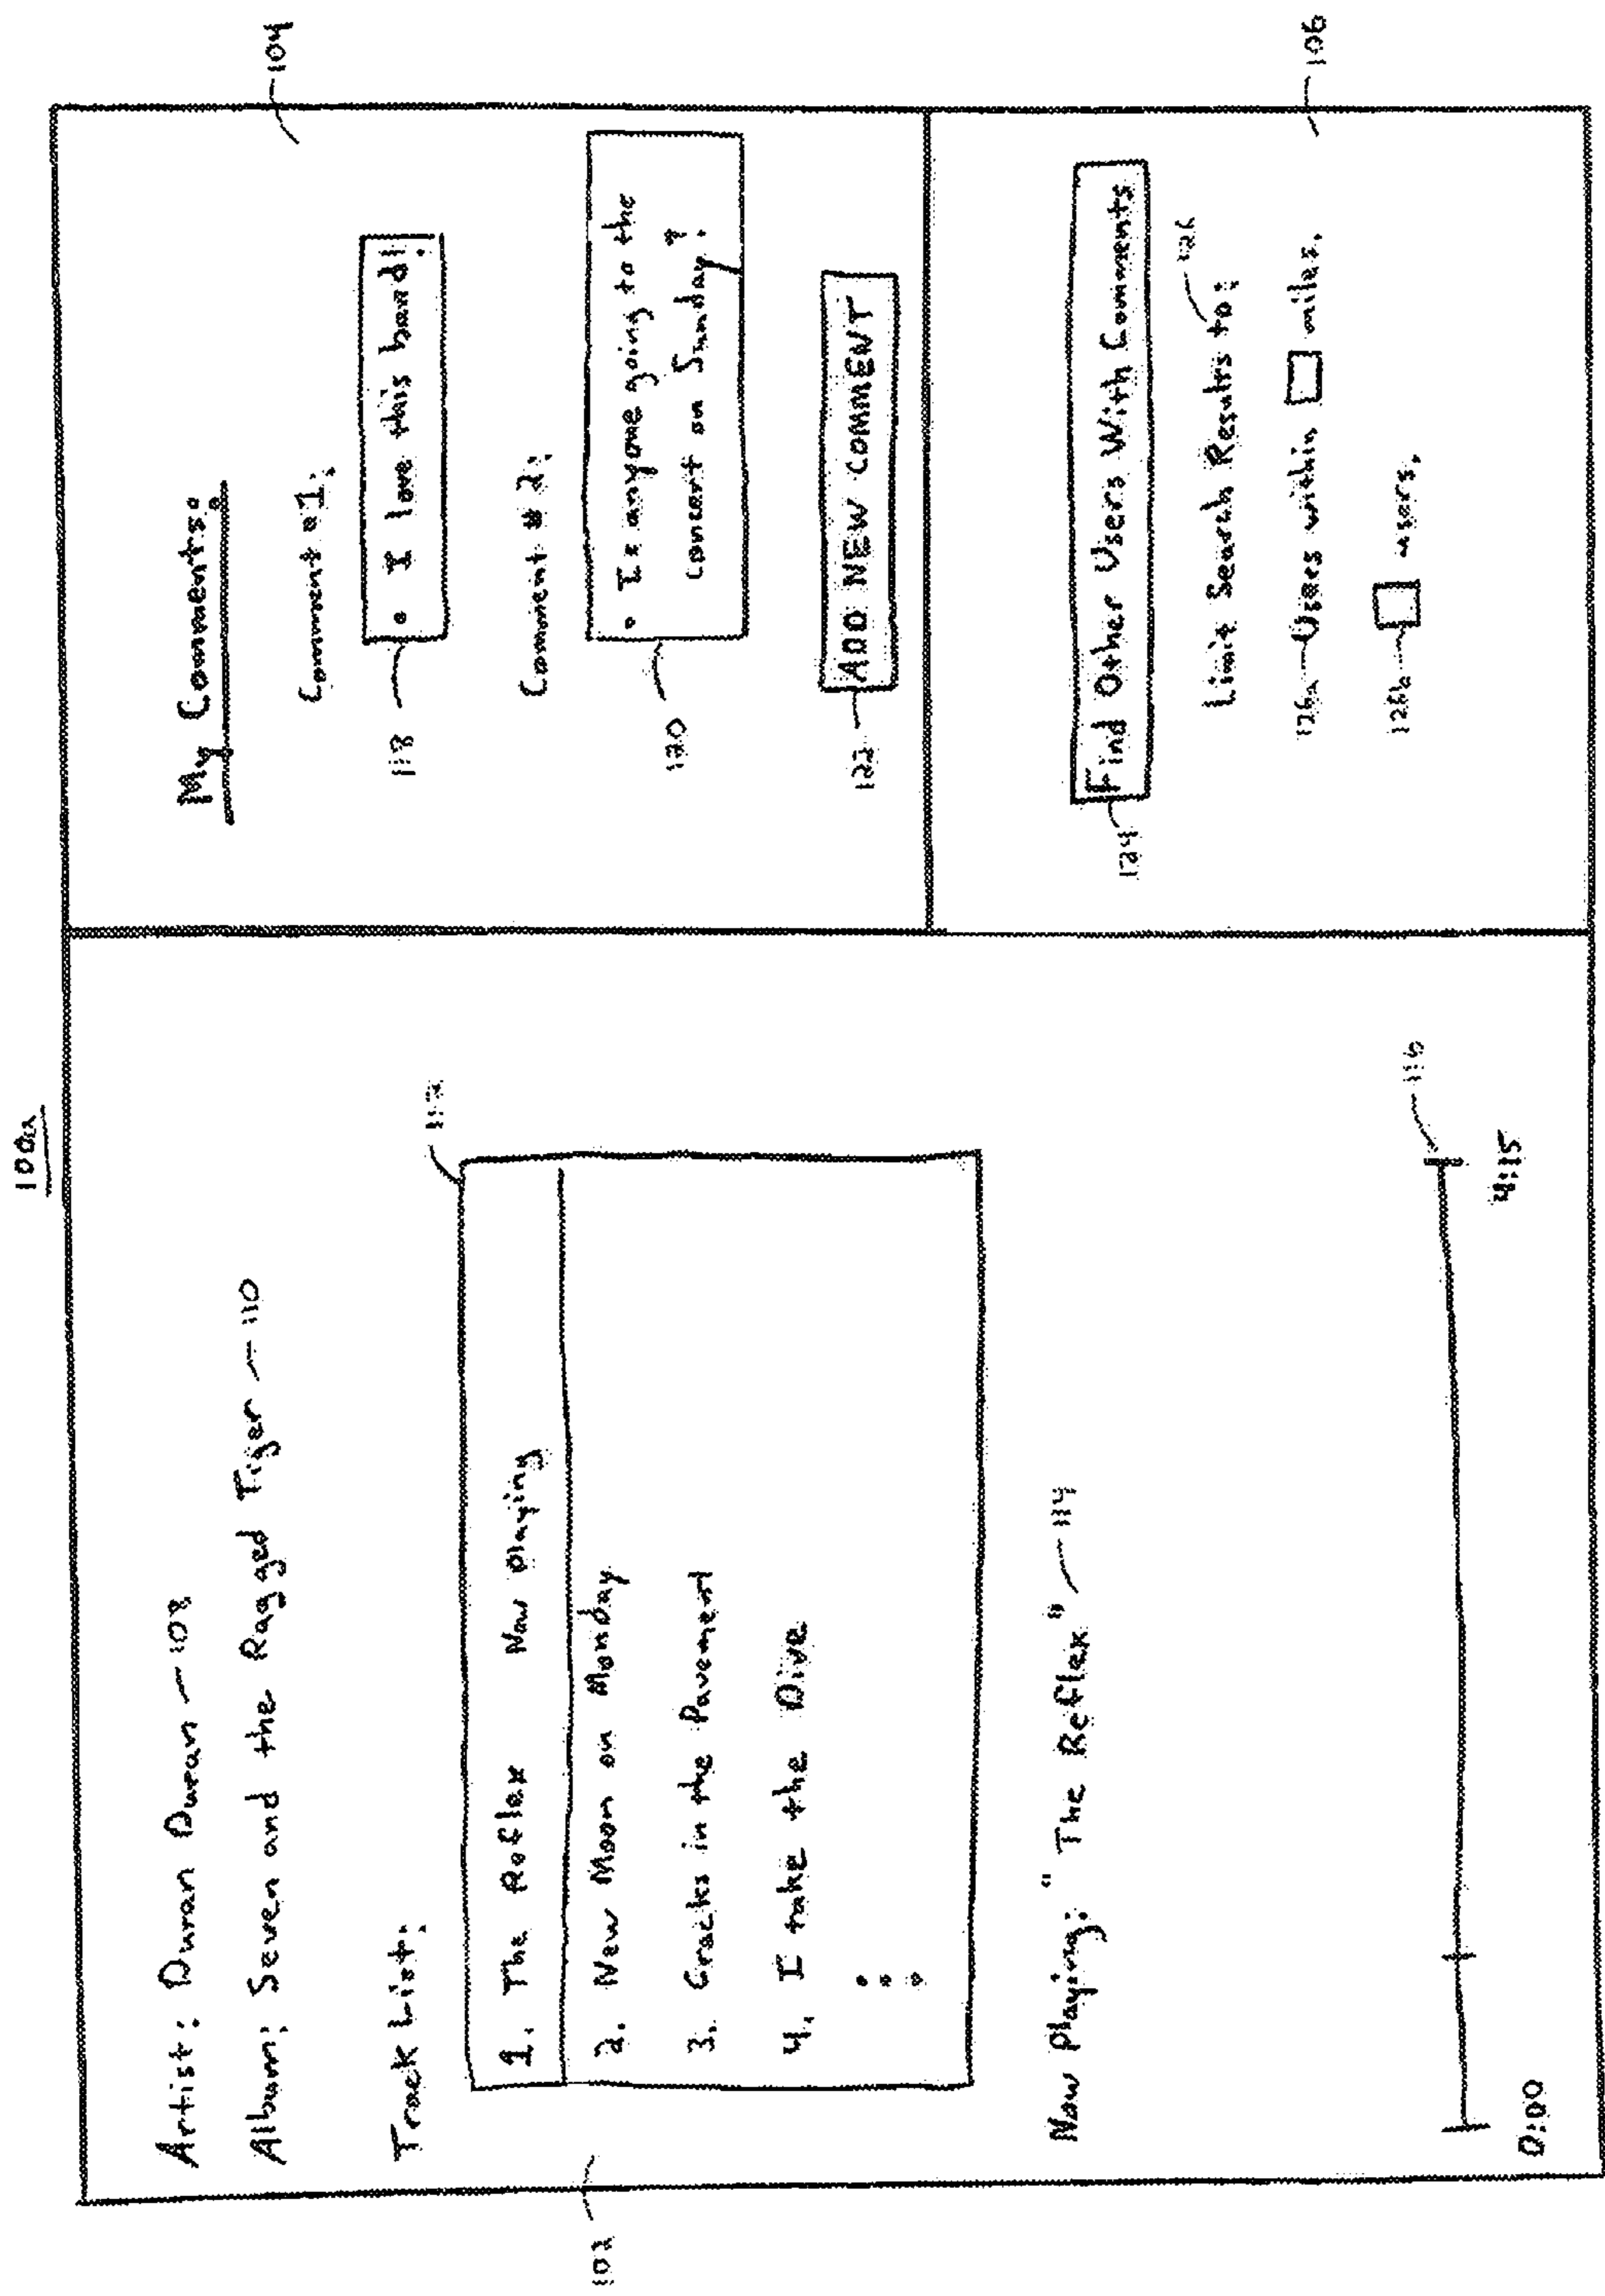 100a
102
Artist: Duran Duran 108
Album: Seven and the Ragged Tiger 110
Track List:
112
1. The Reflex Now Playing
2. New Moon on Monday
3. Cracks in the Pavement
4. I take the Dive
Now Playing: "The Reflex" 114
116
0:00 4:15
104
My Comments:
Comment #1:
118 • I love this band!
Comment #2:
120 • Is anyone going to the
concert on Sunday?
122 ADD NEW COMMENT
106
124 Find Other Users With Comments
Limit Search Results to: 126
126a Users within miles.
126b users.